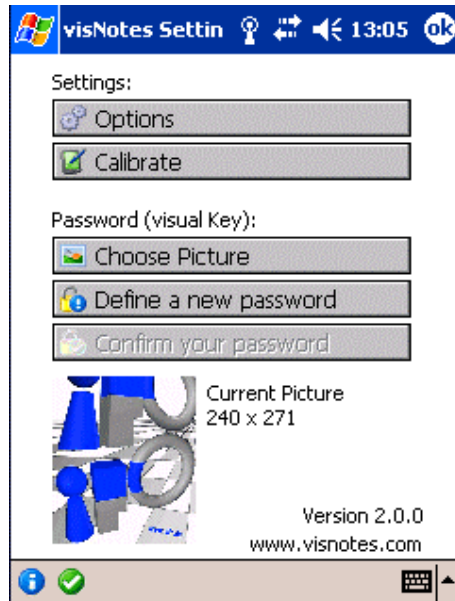 visNotes Settin 13:05 ok
Settings:
Options
Calibrate
Password (visual Key):
Choose Picture
Define a new password
Confirm your password
Current Picture
240 x 271
Version 2.0.0
www.visnotes.com